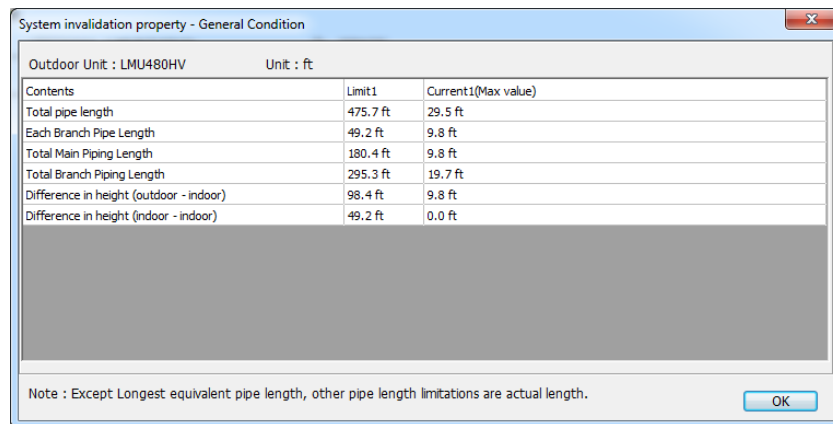 System invalidation property - General Condition
x
Outdoor Unit : LMU480HV Unit : ft
Contents Limit1 Current1(Max value)
Total pipe length 475.7 ft 29.5 ft
Each Branch Pipe Length 49.2 ft 9.8 ft
Total Main Piping Length 180.4 ft 9.8 ft
Total Branch Piping Length 295.3 ft 19.7 ft
Difference in height (outdoor - indoor) 98.4 ft 9.8 ft
Difference in height (indoor - indoor) 49.2 ft 0.0 ft
Note : Except Longest equivalent pipe length, other pipe length limitations are actual length.
OK